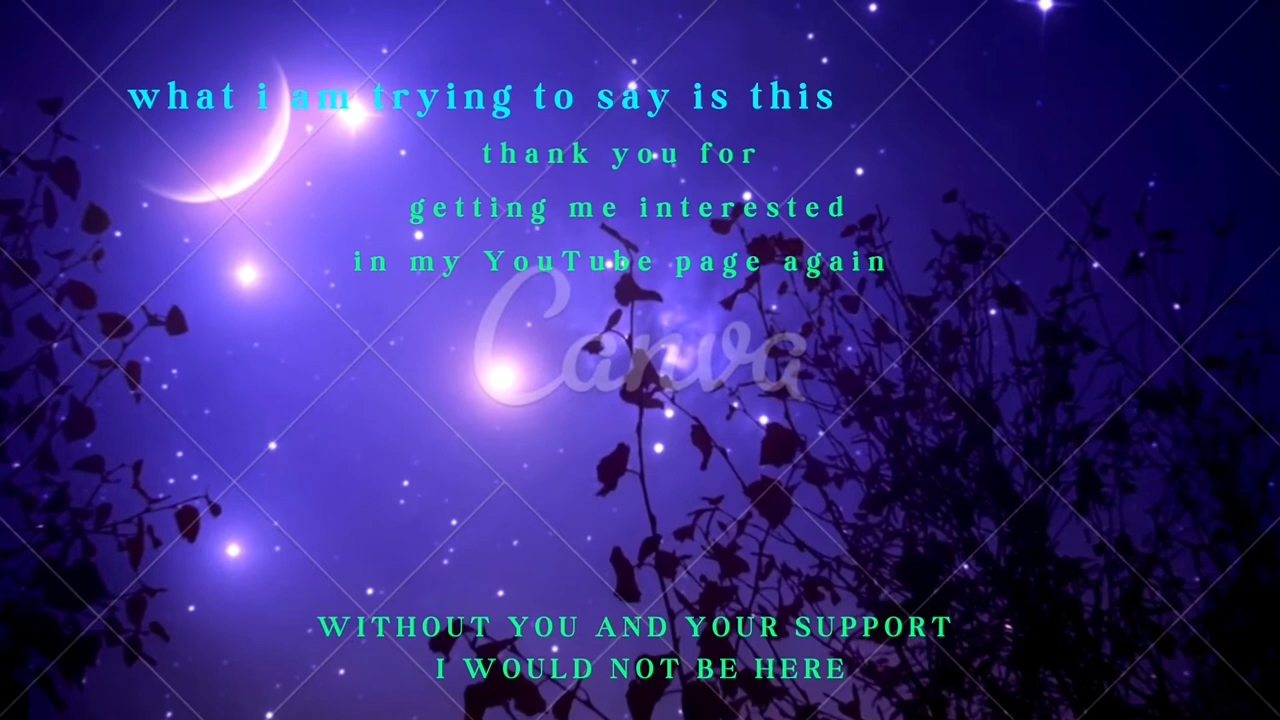 what i am trying to say is this
thank you for
getting me interested
in my YouTube page again
Canva
WITHOUT YOU AND YOUR SUPPORT
I WOULD NOT BE HERE